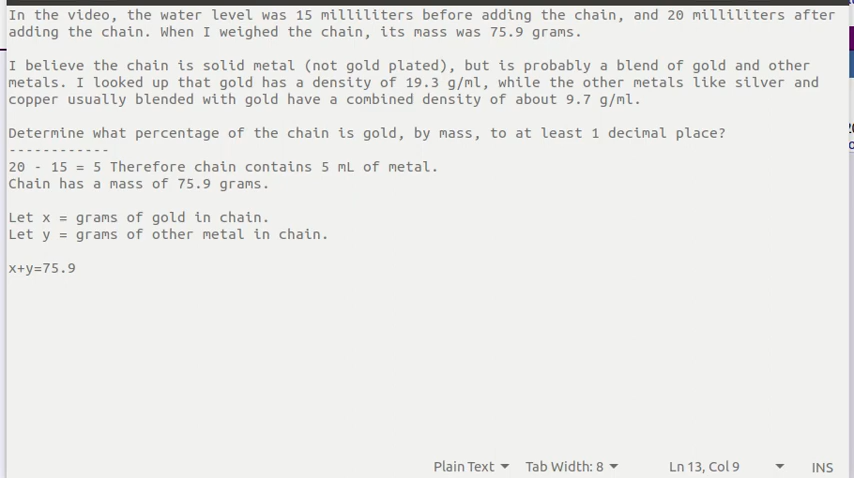 In the video, the water level was 15 milliliters before adding the chain, and 20 milliliters after
adding the chain. When I weighed the chain, its mass was 75.9 grams.
I believe the chain is solid metal (not gold plated), but is probably a blend of gold and other
metals. I looked up that gold has a density of 19.3 g/ml, while the other metals like silver and
copper usually blended with gold have a combined density of about 9.7 g/ml.
Determine what percentage of the chain is gold, by mass, to at least 1 decimal place?
------------
20 - 15 = 5 Therefore chain contains 5 mL of metal.
Chain has a mass of 75.9 grams.
Let x = grams of gold in chain.
Let y = grams of other metal in chain.
x+y=75.9
Plain Text Tab Width: 8 Ln 13, Col 9 INS